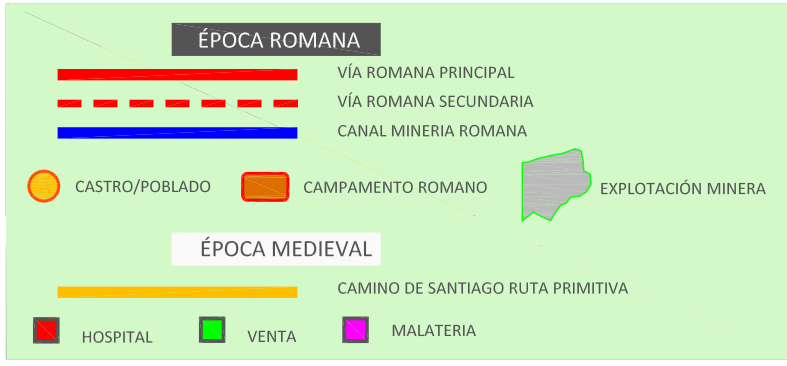 ÉPOCA ROMANA
VÍA ROMANA PRINCIPAL
VÍA ROMANA SECUNDARIA
CANAL MINERIA ROMANA
CASTRO/POBLADO
CAMPAMENTO ROMANO
EXPLOTACIÓN MINERA
ÉPOCA MEDIEVAL
CAMINO DE SANTIAGO RUTA PRIMITIVA
HOSPITAL
VENTA
MALATERIA